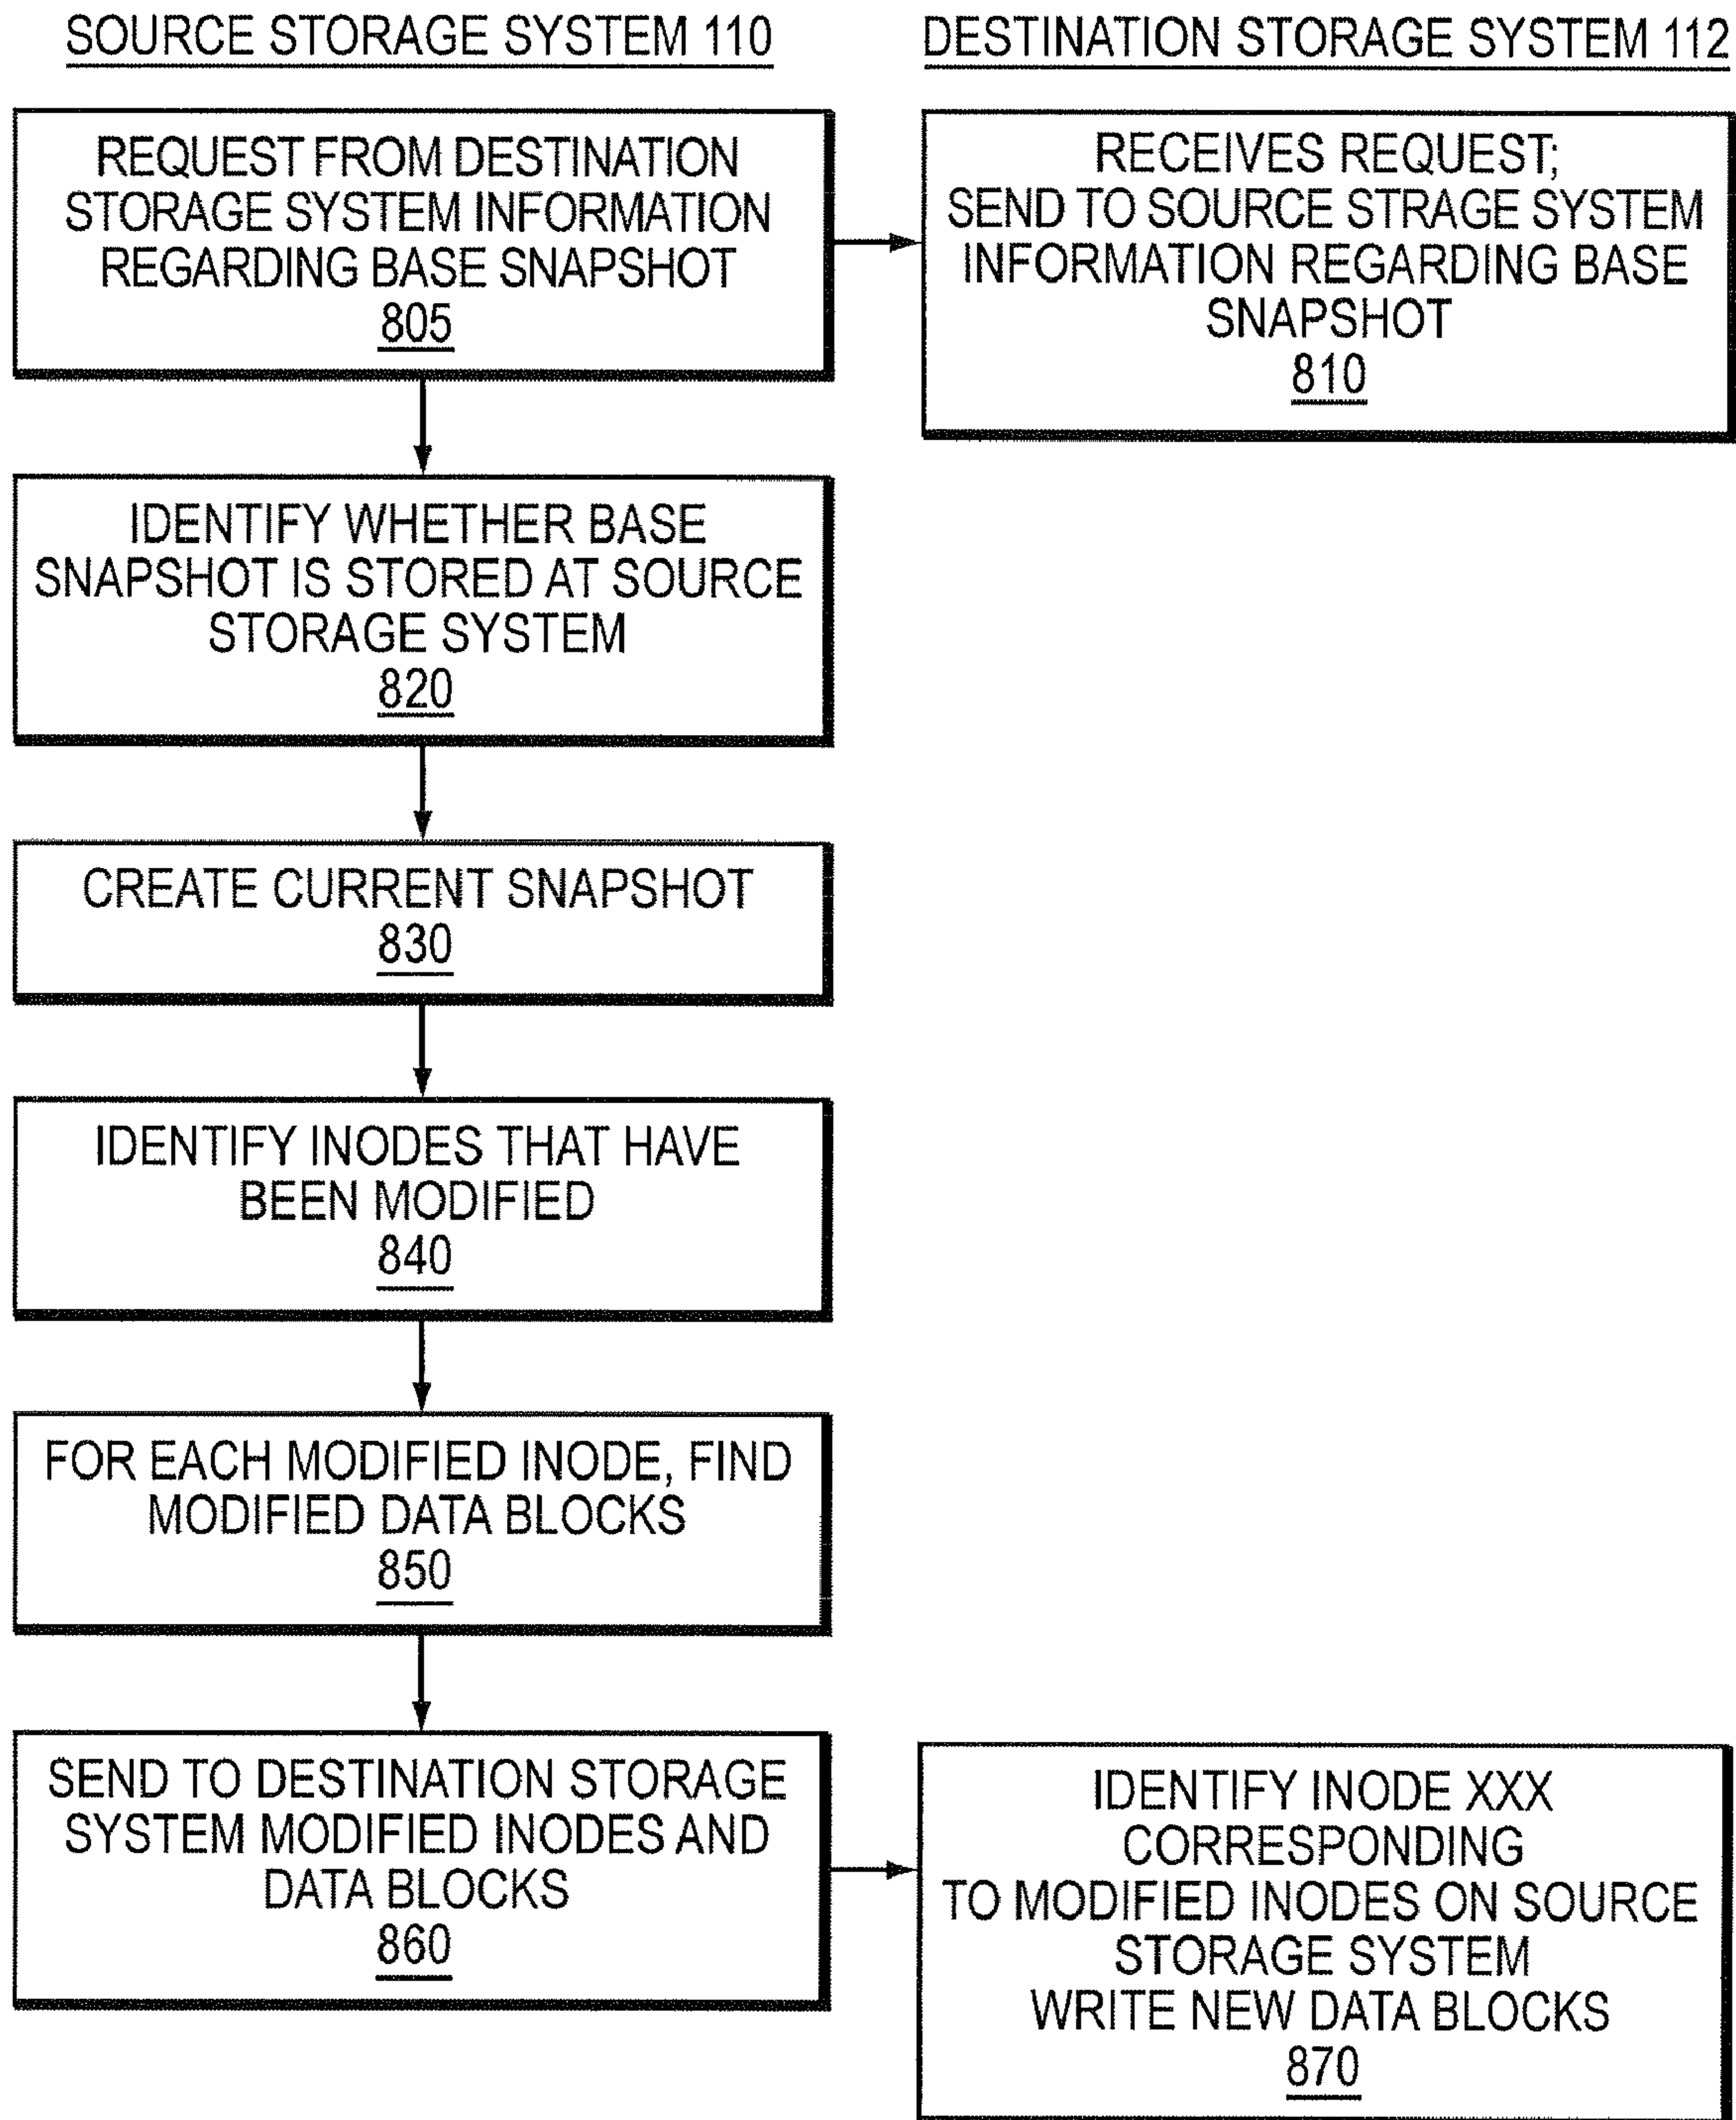 SOURCE STORAGE SYSTEM 110
DESTINATION STORAGE SYSTEM 112
REQUEST FROM DESTINATION
STORAGE SYSTEM INFORMATION
REGARDING BASE SNAPSHOT
805
RECEIVES REQUEST;
SEND TO SOURCE STRAGE SYSTEM
INFORMATION REGARDING BASE
SNAPSHOT
810
IDENTIFY WHETHER BASE
SNAPSHOT IS STORED AT SOURCE
STORAGE SYSTEM
820
CREATE CURRENT SNAPSHOT
830
IDENTIFY INODES THAT HAVE
BEEN MODIFIED
840
FOR EACH MODIFIED INODE, FIND
MODIFIED DATA BLOCKS
850
SEND TO DESTINATION STORAGE
SYSTEM MODIFIED INODES AND
DATA BLOCKS
860
IDENTIFY INODE XXX
CORRESPONDING
TO MODIFIED INODES ON SOURCE
STORAGE SYSTEM
WRITE NEW DATA BLOCKS
870